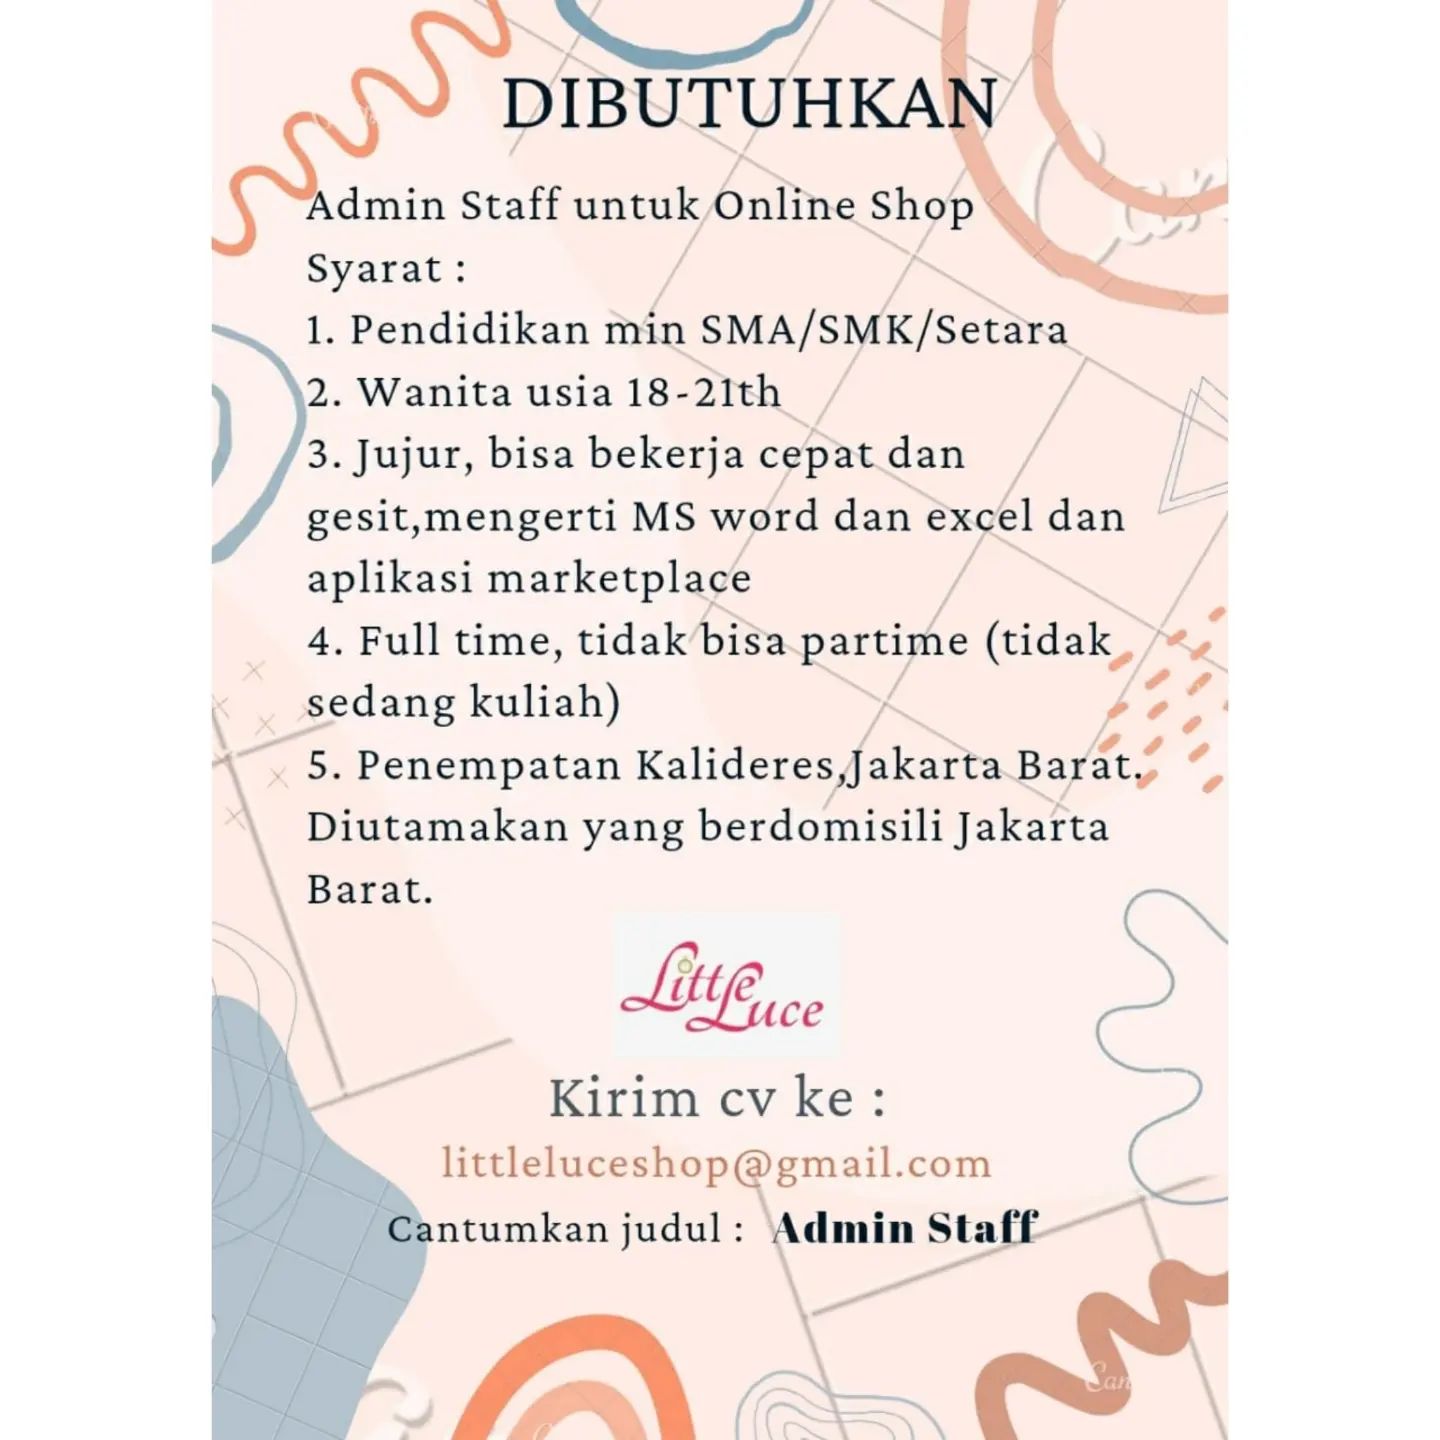 DIBUTUHKAN
Admin Staff untuk Online Shop
Syarat :
1. Pendidikan min SMA/SMK/Setara
2. Wanita usia 18-21th
3. Jujur, bisa bekerja cepat dan
gesit,mengerti MS word dan excel dan
aplikasi marketplace
4. Full time, tidak bisa partime (tidak
sedang kuliah)
5. Penempatan Kalideres,Jakarta Barat.
Diutamakan yang berdomisili Jakarta
Barat.
Little
Luce
Kirim cv ke :
littleluceshop@gmail.com
Cantumkan judul : Admin Staff